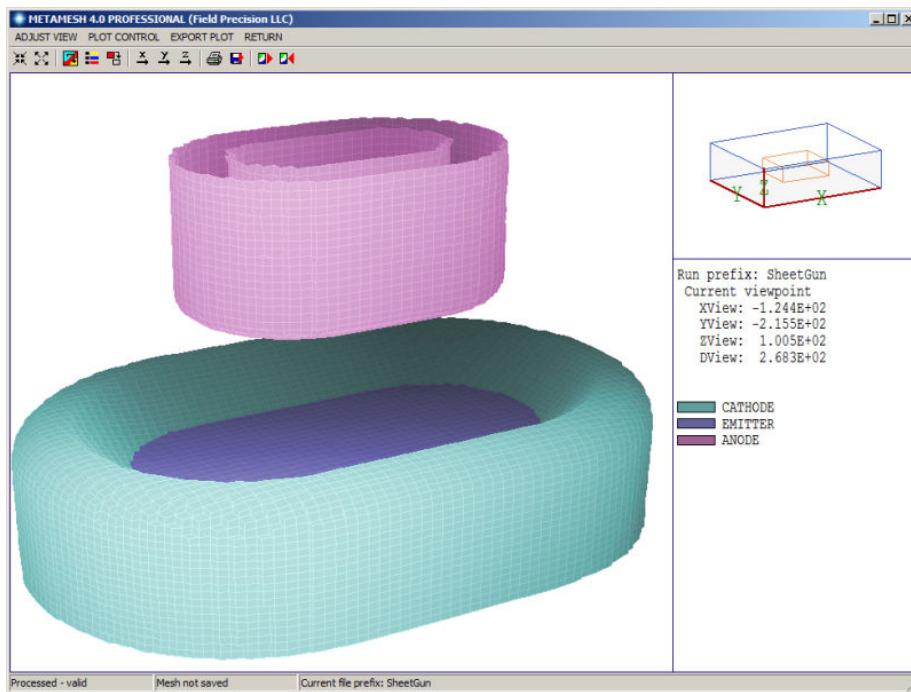 METAMESH 4.0 PROFESSIONAL (Field Precision LLC)
ADJUST VIEW PLOT CONTROL EXPORT PLOT RETURN
X Y Z
Z
Y X
Run prefix: SheetGun
Current viewpoint
XView: -1.244E+02
YView: -2.155E+02
ZView: 1.005E+02
DView: 2.683E+02
CATHODE
EMITTER
ANODE
Processed - valid Mesh not saved Current file prefix: SheetGun